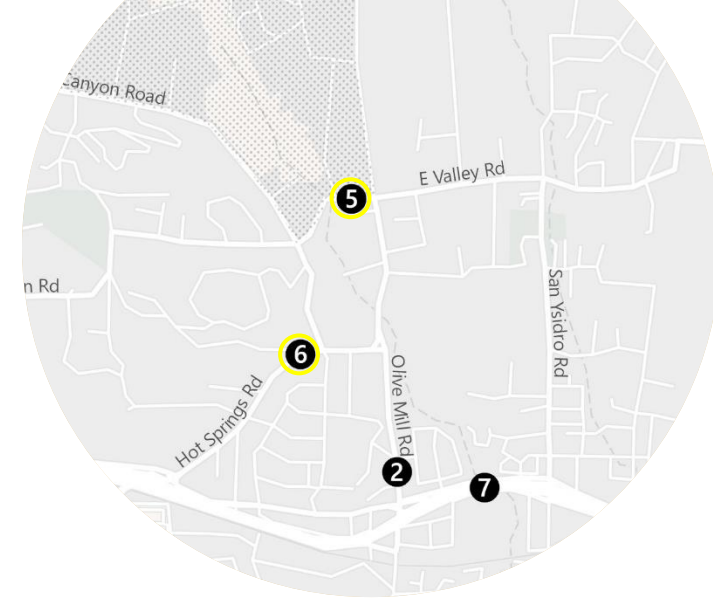 Canyon Road
E Valley Rd
5
n Rd
San Ysidro Rd
6
Olive Mill Rd
Hot Springs Rd
2
7